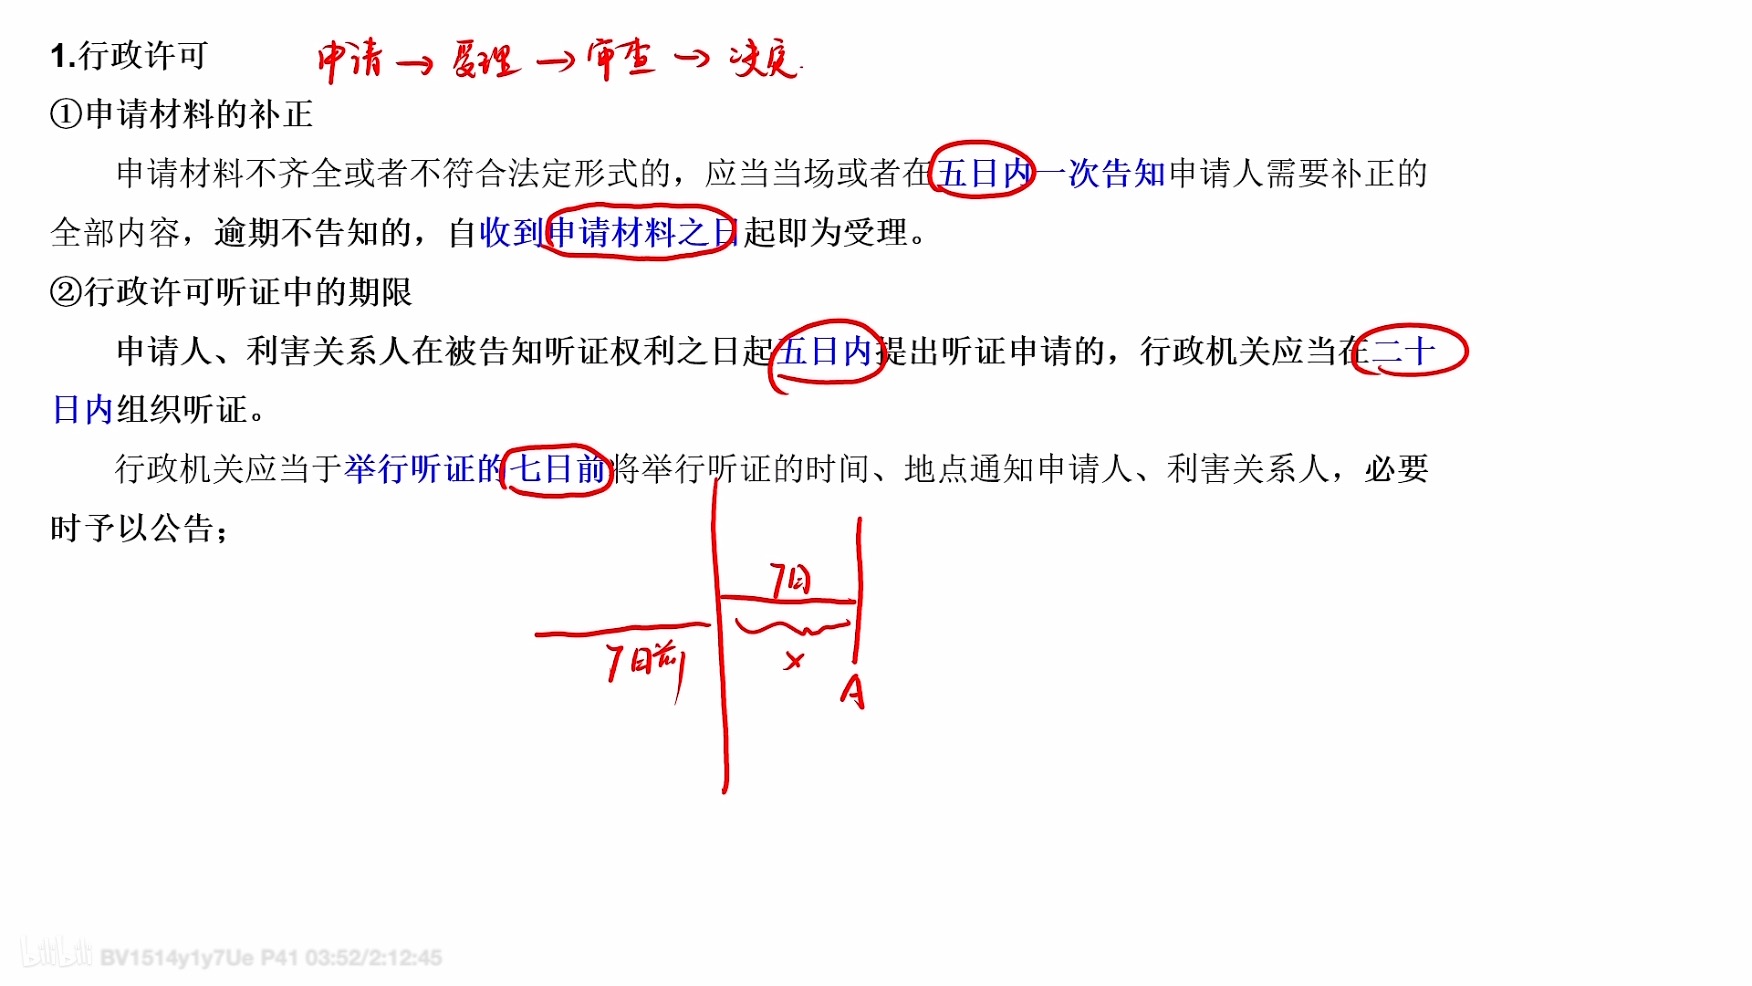 1.行政许可 申请→受理→审查→决定.
①申请材料的补正
申请材料不齐全或者不符合法定形式的，应当当场或者在五日内一次告知申请人需要补正的
全部内容，逾期不告知的，自收到申请材料之日起即为受理。
②行政许可听证中的期限
申请人、利害关系人在被告知听证权利之日起五日内提出听证申请的，行政机关应当在二十
日内组织听证。
行政机关应当于举行听证的七日前将举行听证的时间、地点通知申请人、利害关系人，必要
时予以公告；
7日
7日前
x
A
bilibili BV1514y1y7Ue P41 03:52/2:12:45